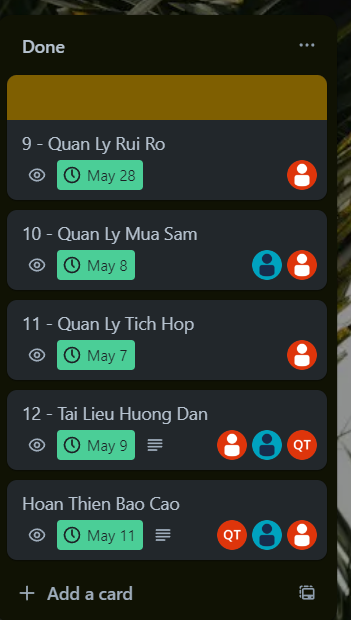 Done
9 - Quan Ly Rui Ro
May 28
10 - Quan Ly Mua Sam
May 8
11 - Quan Ly Tich Hop
May 7
12 - Tai Lieu Huong Dan
May 9
QT
Hoan Thien Bao Cao
May 11
QT
Add a card